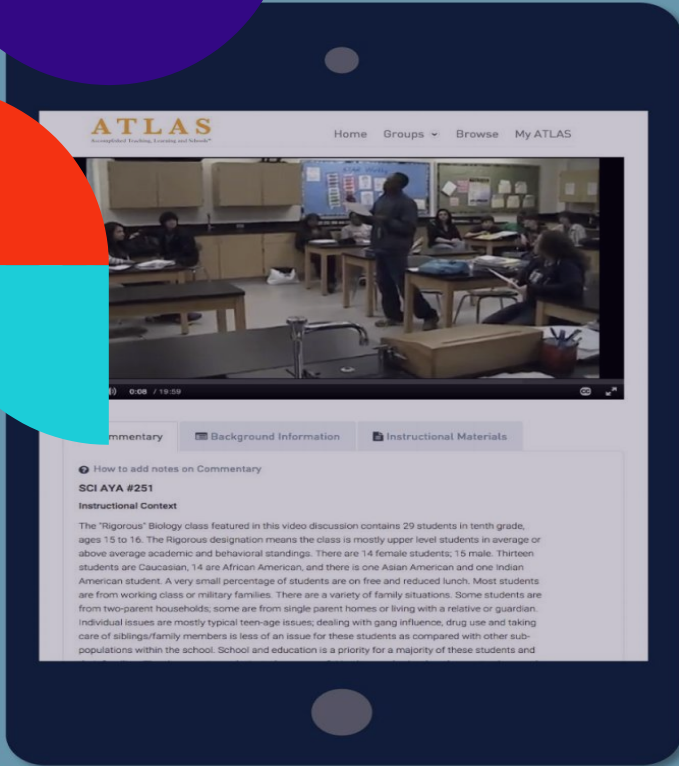 ATLAS
Accomplished Teaching, Learning and Schools
Home Groups Browse My ATLAS
0:08 / 19:59
CC
mmentary Background Information Instructional Materials
How to add notes on Commentary
SCI AYA #251
Instructional Context
The "Rigorous" Biology class featured in this video discussion contains 29 students in tenth grade,
ages 15 to 16. The Rigorous designation means the class is mostly upper level students in average or
above average academic and behavioral standings. There are 14 female students; 15 male. Thirteen
students are Caucasian, 14 are African American, and there is one Asian American and one Indian
American student. A very small percentage of students are on free and reduced lunch. Most students
are from working class or military families. There are a variety of family situations. Some students are
from two-parent households; some are from single parent homes or living with a relative or guardian.
Individual issues are mostly typical teen-age issues; dealing with gang influence, drug use and taking
care of siblings/family members is less of an issue for these students as compared with other sub-
populations within the school. School and education is a priority for a majority of these students and